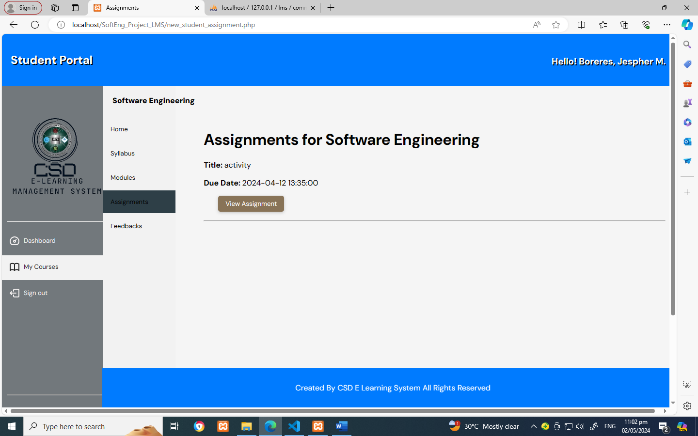 Sign in
Assignments
localhost / 127.0.0.1 / lms / com
localhost/SoftEng_Project_LMS/new_student_assignment.php
Student Portal
Hello! Boreres, Jespher M.
CSD
E-LEARNING
MANAGEMENT SYSTEM
Dashboard
My Courses
Sign out
Software Engineering
Home
Syllabus
Modules
Assignments
Feedbacks
Assignments for Software Engineering
Title: activity
Due Date: 2024-04-12 13:35:00
View Assignment
Created By CSD E Learning System All Rights Reserved
Type here to search
30°C Mostly clear
ENG
11:02 pm
02/05/2024